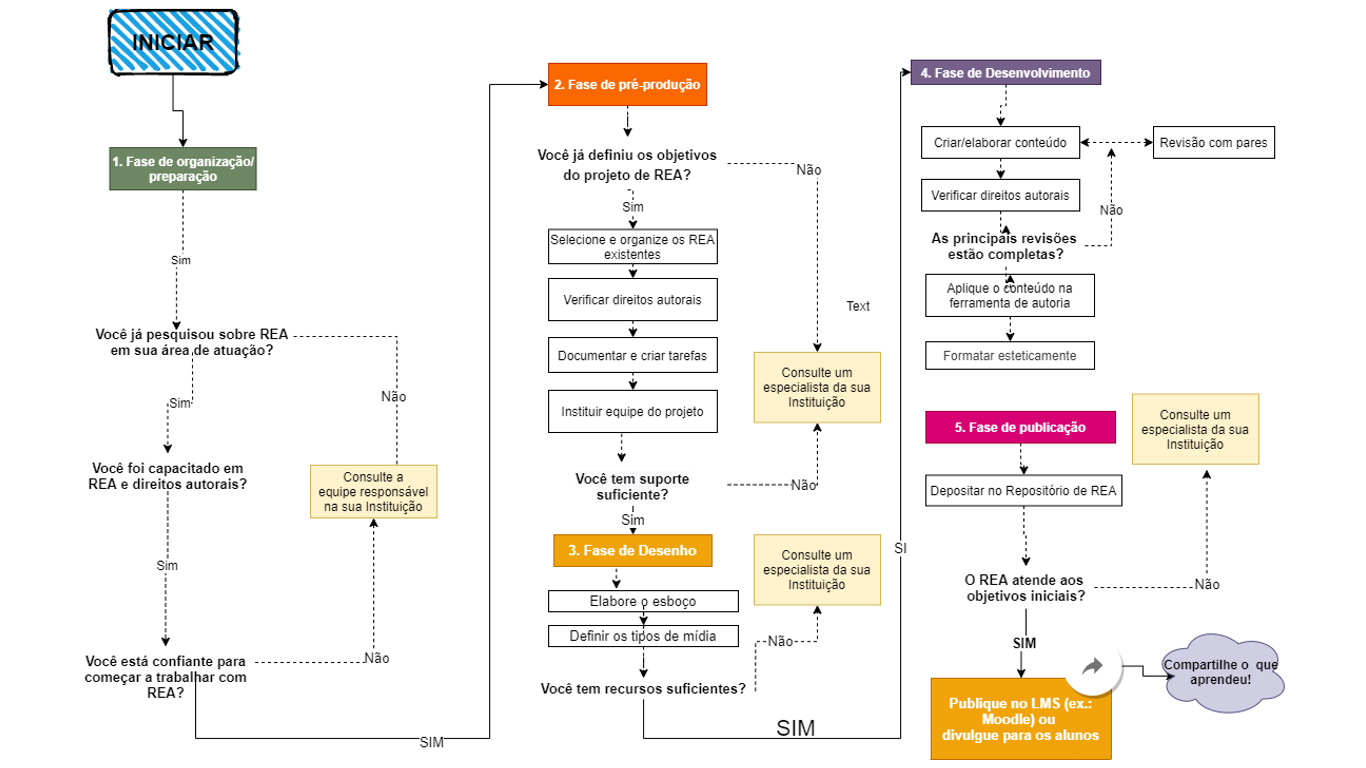 INICIAR
1. Fase de organização/
preparação
Sim
Você já pesquisou sobre REA
em sua área de atuação?
Sim
Não
Você foi capacitado em
REA e direitos autorais?
Consulte a
equipe responsável
na sua Instituição
Sim
Não
Você está confiante para
começar a trabalhar com
REA?
SIM
2. Fase de pré-produção
Você já definiu os objetivos
do projeto de REA?
Não
Sim
Selecione e organize os REA
existentes
Verificar direitos autorais
Text
Documentar e criar tarefas
Consulte um
especialista da sua
Instituição
Instituir equipe do projeto
Você tem suporte
suficiente?
Não
Sim
3. Fase de Desenho
Consulte um
especialista da sua
Instituição
Elabore o esboço
Definir os tipos de mídia
Não
Você tem recursos suficientes?
SIM
SI
4. Fase de Desenvolvimento
Criar/elaborar conteúdo
Revisão com pares
Verificar direitos autorais
Não
As principais revisões
estão completas?
Aplique o conteúdo na
ferramenta de autoria
Formatar esteticamente
5. Fase de publicação
Consulte um
especialista da sua
Instituição
Depositar no Repositório de REA
O REA atende aos
objetivos iniciais?
Não
SIM
Compartilhe o que
aprendeu!
Publique no LMS (ex.:
Moodle) ou
divulgue para os alunos